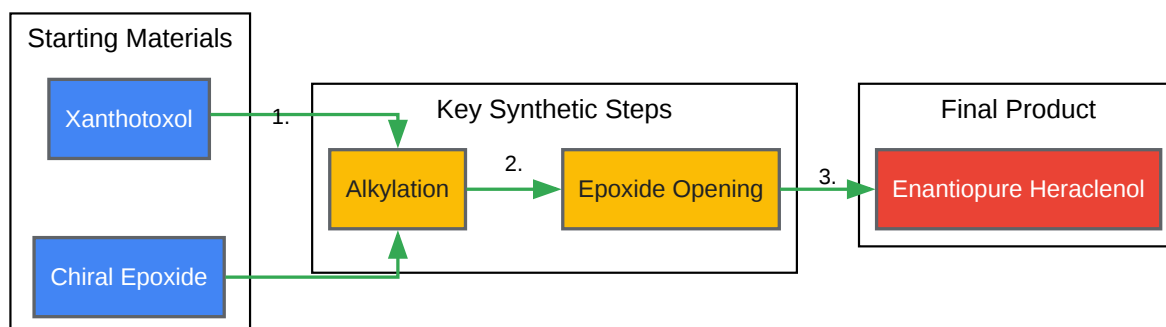 Starting Materials
Xanthotoxol
1.
Chiral Epoxide
Key Synthetic Steps
Alkylation
2.
Epoxide Opening
3.
Final Product
Enantiopure Heraclenol